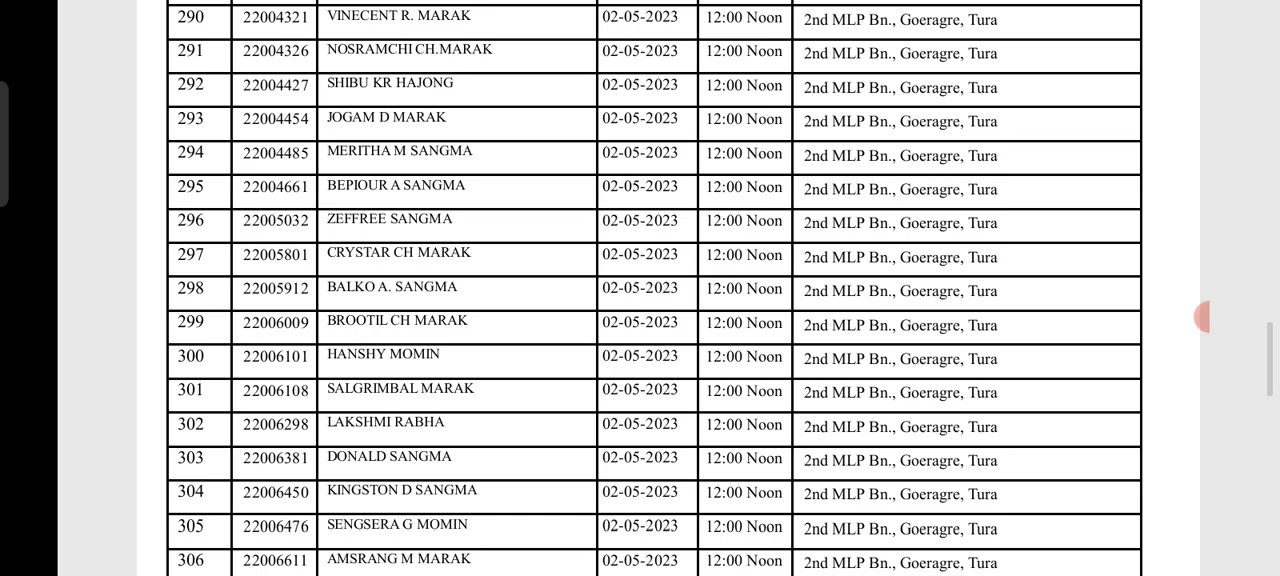 290 22004321 VINECENT R. MARAK 02-05-2023 12:00 Noon 2nd MLP Bn., Goeragre, Tura
291 22004326 NOSRAMCHI CH.MARAK 02-05-2023 12:00 Noon 2nd MLP Bn., Goeragre, Tura
292 22004427 SHIBU KR HAJONG 02-05-2023 12:00 Noon 2nd MLP Bn., Goeragre, Tura
293 22004454 JOGAM D MARAK 02-05-2023 12:00 Noon 2nd MLP Bn., Goeragre, Tura
294 22004485 MERITHA M SANGMA 02-05-2023 12:00 Noon 2nd MLP Bn., Goeragre, Tura
295 22004661 BEPIOUR A SANGMA 02-05-2023 12:00 Noon 2nd MLP Bn., Goeragre, Tura
296 22005032 ZEFFREE SANGMA 02-05-2023 12:00 Noon 2nd MLP Bn., Goeragre, Tura
297 22005801 CRYSTAR CH MARAK 02-05-2023 12:00 Noon 2nd MLP Bn., Goeragre, Tura
298 22005912 BALKO A. SANGMA 02-05-2023 12:00 Noon 2nd MLP Bn., Goeragre, Tura
299 22006009 BROOTIL CH MARAK 02-05-2023 12:00 Noon 2nd MLP Bn., Goeragre, Tura
300 22006101 HANSHY MOMIN 02-05-2023 12:00 Noon 2nd MLP Bn., Goeragre, Tura
301 22006108 SALGRIMBAL MARAK 02-05-2023 12:00 Noon 2nd MLP Bn., Goeragre, Tura
302 22006298 LAKSHMI RABHA 02-05-2023 12:00 Noon 2nd MLP Bn., Goeragre, Tura
303 22006381 DONALD SANGMA 02-05-2023 12:00 Noon 2nd MLP Bn., Goeragre, Tura
304 22006450 KINGSTON D SANGMA 02-05-2023 12:00 Noon 2nd MLP Bn., Goeragre, Tura
305 22006476 SENGSERA G MOMIN 02-05-2023 12:00 Noon 2nd MLP Bn., Goeragre, Tura
306 22006611 AMSRANG M MARAK 02-05-2023 12:00 Noon 2nd MLP Bn., Goeragre, Tura